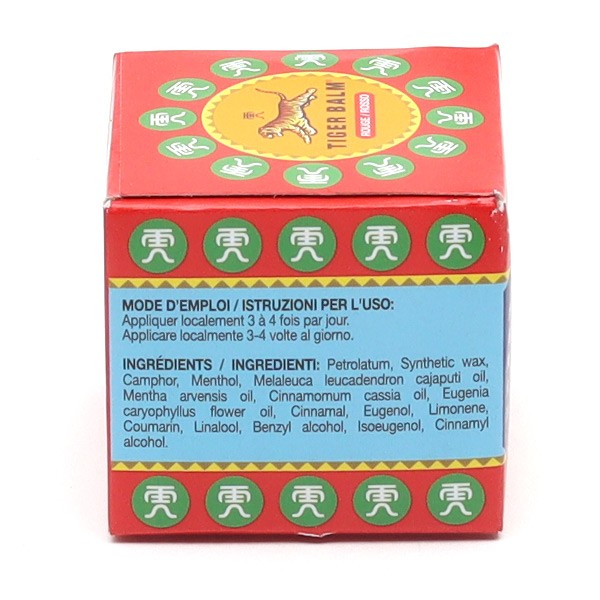 TIGER BALM
ROUGE / ROSSO
MODE D'EMPLOI / ISTRUZIONI PER L'USO:
Appliquer localement 3 à 4 fois par jour.
Applicare localmente 3-4 volte al giorno.
INGRÉDIENTS / INGREDIENTI: Petrolatum, Synthetic wax,
Camphor, Menthol, Melaleuca leucadendron cajaputi oil,
Mentha arvensis oil, Cinnamomum cassia oil, Eugenia
caryophyllus flower oil, Cinnamal, Eugenol, Limonene,
Coumarin, Linalool, Benzyl alcohol, Isoeugenol, Cinnamyl
alcohol.